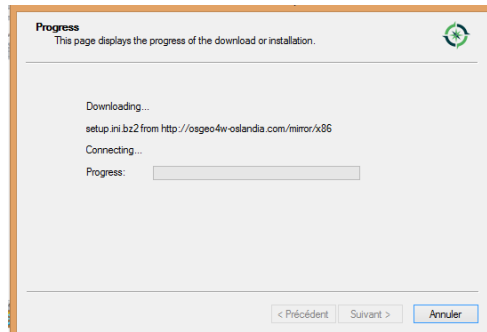 Progress
This page displays the progress of the download or installation.
Downloading...
setup.ini.bz2 from http://osgeo4w-oslandia.com/mirror/x86
Connecting...
Progress:
< Précédent
Suivant >
Annuler